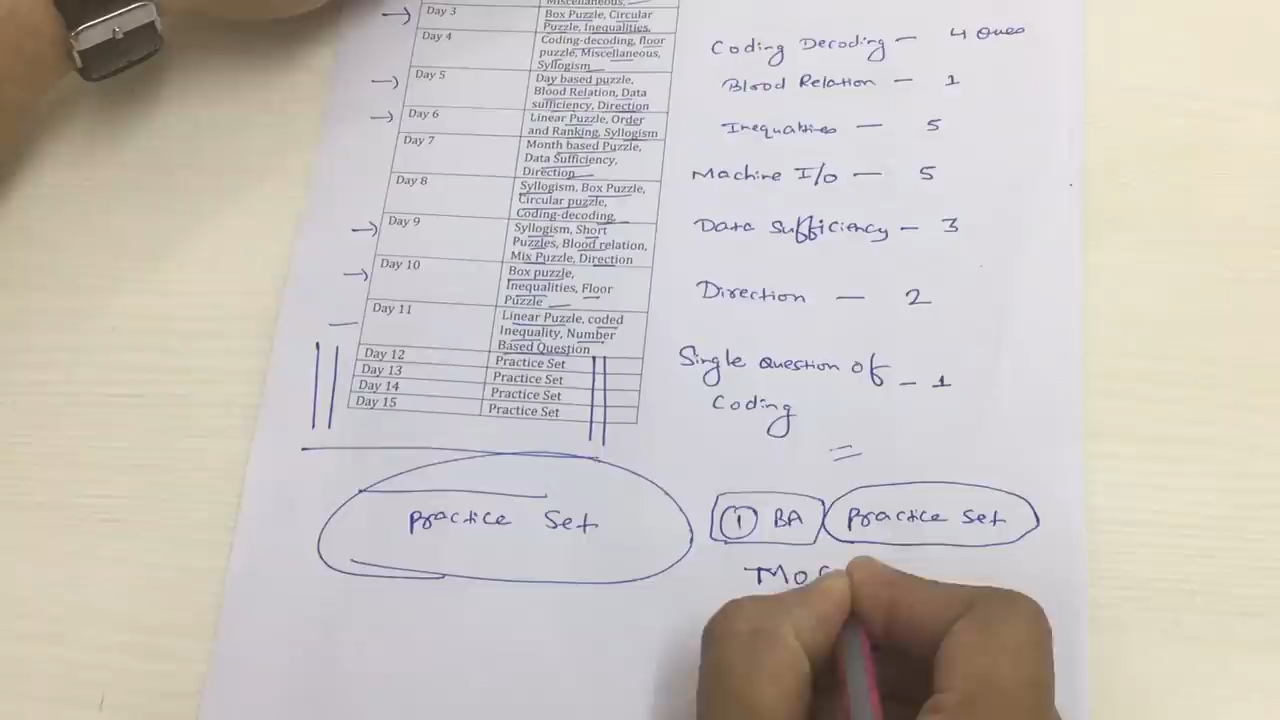 Miscellaneous,
Day 3
Box Puzzle, Circular
Puzzle, Inequalities,
Day 4
Coding-decoding, floor
puzzle, Miscellaneous,
Syllogism
Day 5
Day based puzzle,
Blood Relation, Data
sufficiency, Direction
Day 6
Linear Puzzle, Order
and Ranking, Syllogism
Day 7
Month based Puzzle,
Data Sufficiency,
Direction
Day 8
Syllogism, Box Puzzle,
Circular puzzle,
Coding-decoding,
Day 9
Syllogism, Short
Puzzles, Blood relation,
Mix Puzzle, Direction
Day 10
Box puzzle,
Inequalities, Floor
Puzzle
Day 11
Linear Puzzle, coded
Inequality, Number
Based Question
Day 12 Practice Set
Day 13 Practice Set
Day 14 Practice Set
Day 15 Practice Set
Practice Set
Coding Decoding - 4 Ques
Blood Relation - 1
Inequalities - 5
Machine I/O - 5
Data Sufficiency - 3
Direction - 2
Single Question of - 1
Coding
① BA Practice Set
Moc